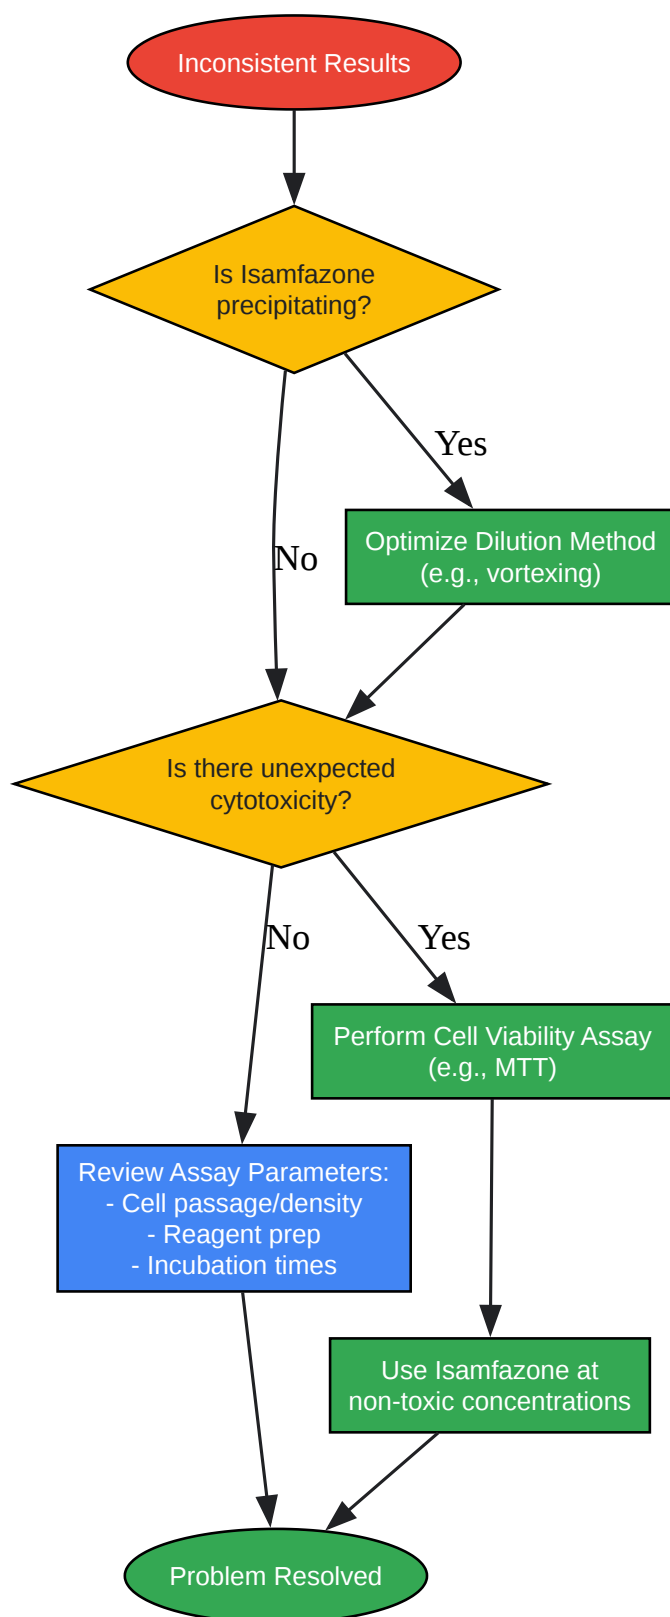 Inconsistent Results
Is Isamfazone
precipitating?
Yes
Optimize Dilution Method
(e.g., vortexing)
No
Is there unexpected
cytotoxicity?
No
Yes
Perform Cell Viability Assay
(e.g., MTT)
Review Assay Parameters:
- Cell passage/density
- Reagent prep
- Incubation times
Use Isamfazone at
non-toxic concentrations
Problem Resolved